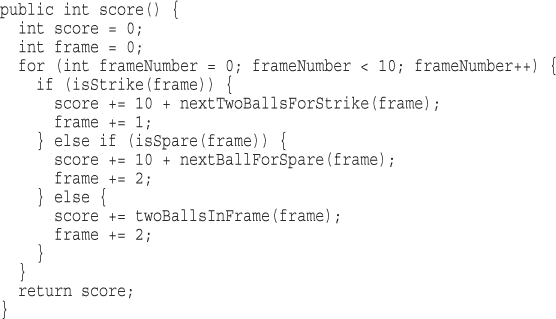 public int score() {
  int score = 0;
  int frame = 0;
  for (int frameNumber = 0; frameNumber < 10; frameNumber++) {
    if (isStrike(frame)) {
      score += 10 + nextTwoBallsForStrike(frame);
      frame += 1;
    } else if (isSpare(frame)) {
      score += 10 + nextBallForSpare(frame);
      frame += 2;
    } else {
      score += twoBallsInFrame(frame);
      frame += 2;
    }
  }
  return score;
}